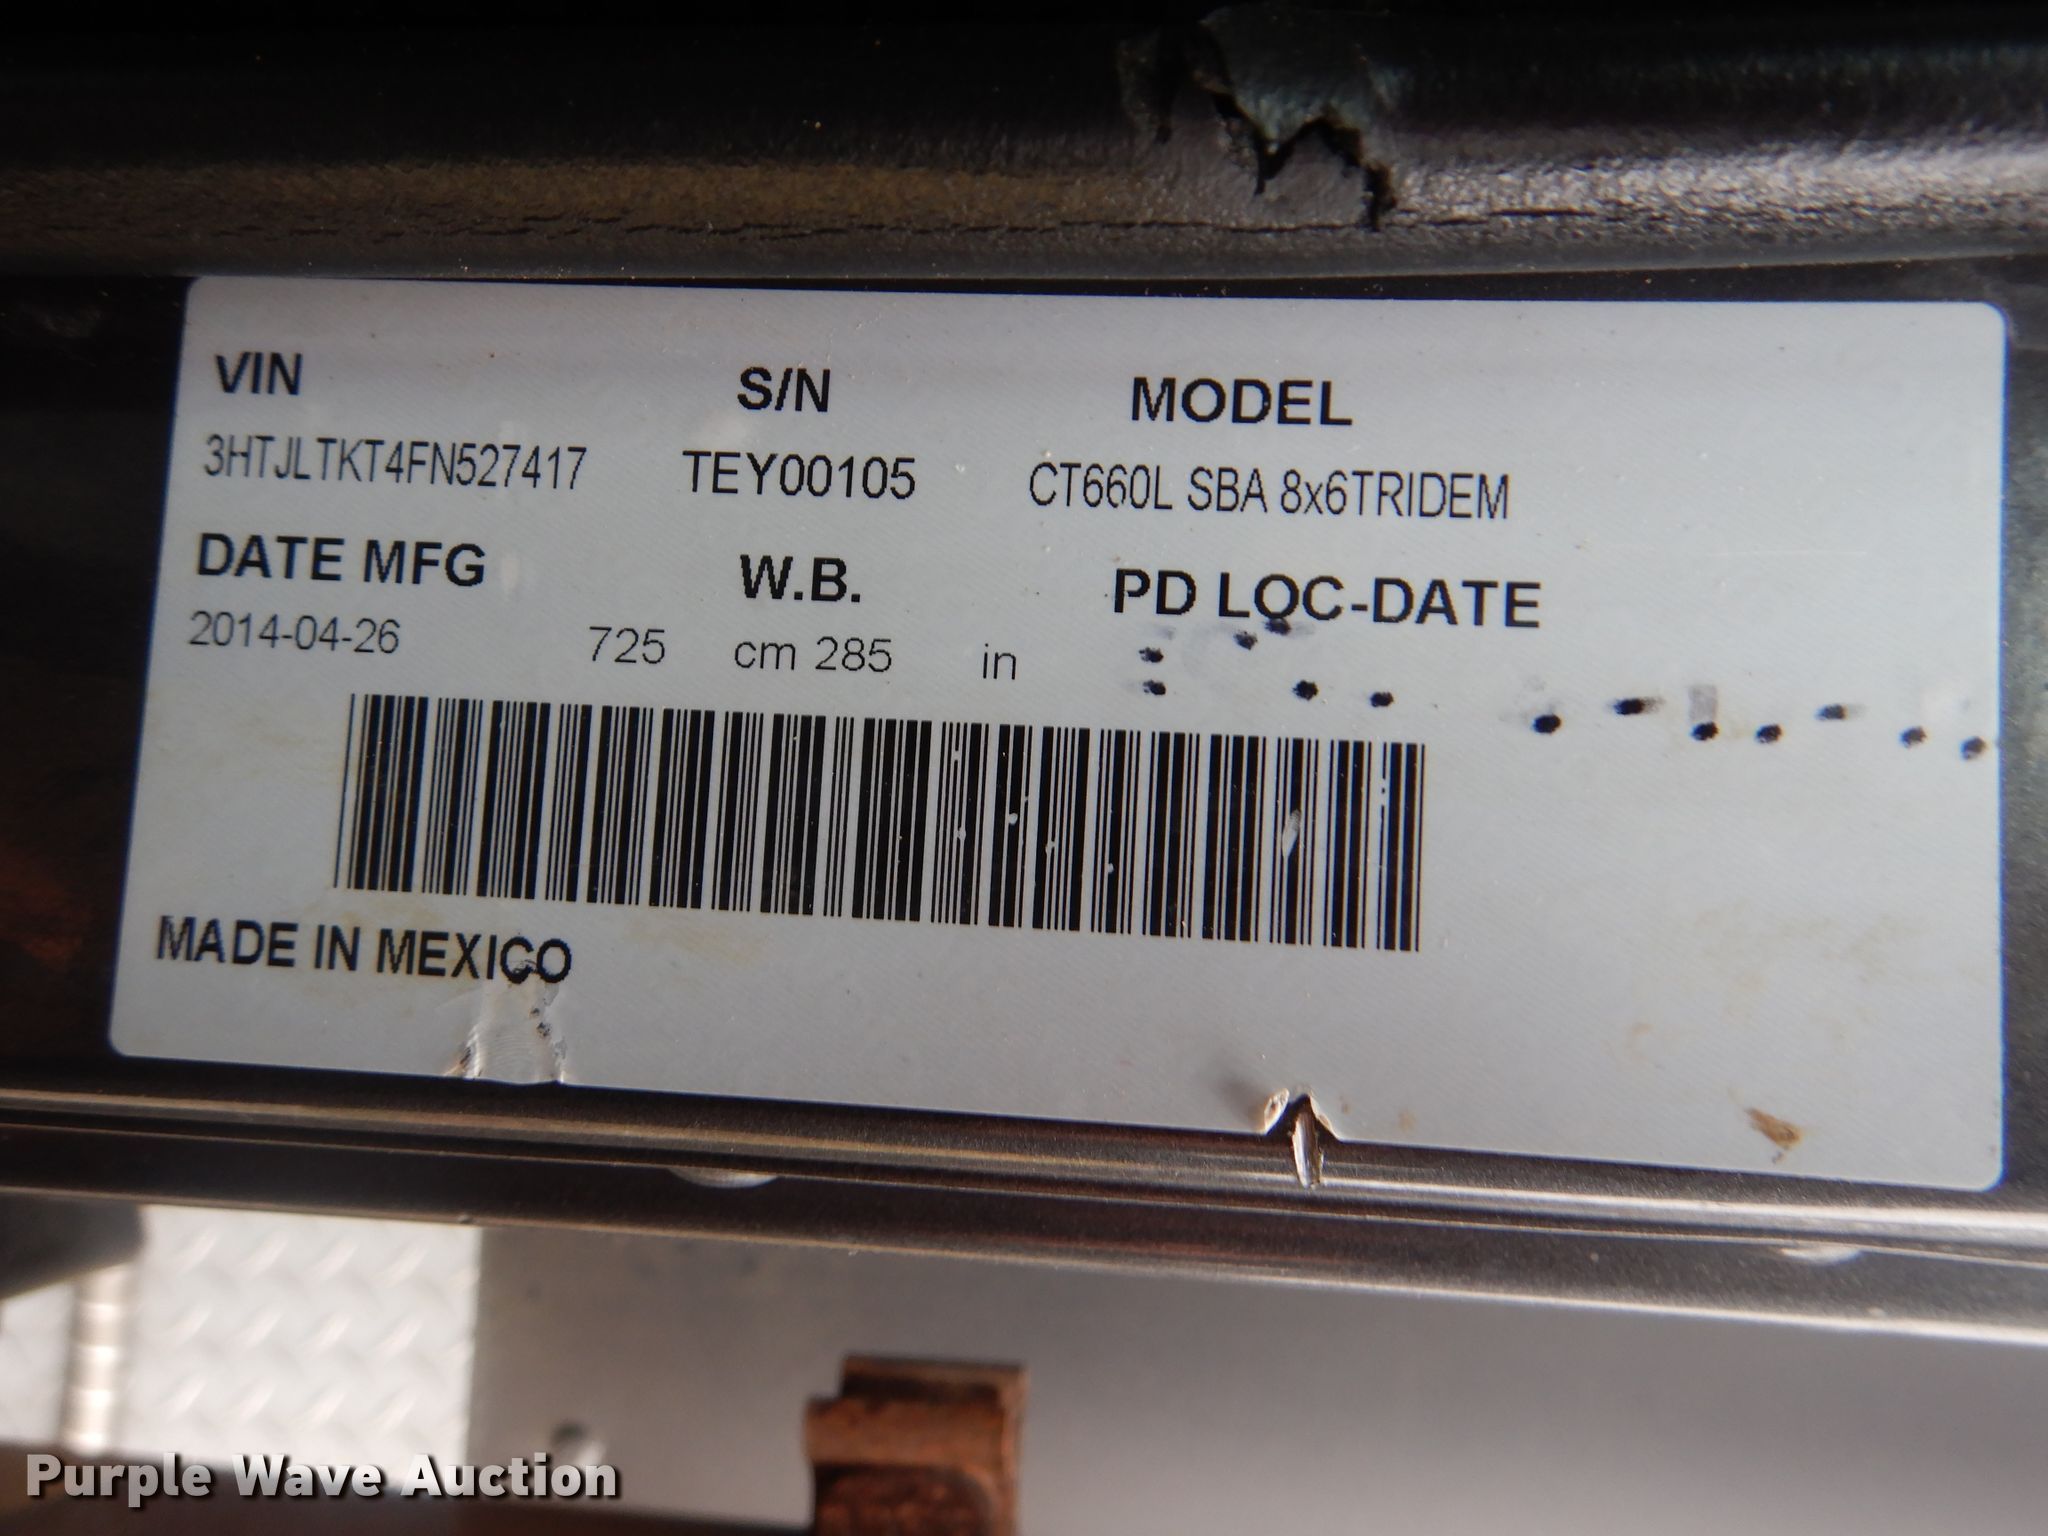 VIN S/N MODEL
3HTJLTKT4FN527417 TEY00105 CT660L SBA 8x6TRIDEM
DATE MFG W.B. PD LOC-DATE
2014-04-26 725 cm 285 in
MADE IN MEXICO
Purple Wave Auction